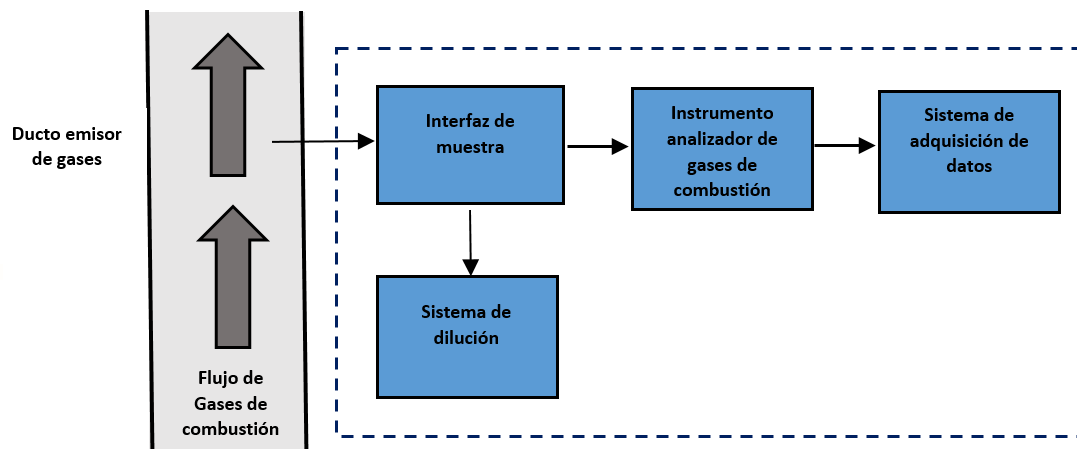 Ducto emisor
de gases
Flujo de
Gases de
combustión
Interfaz de
muestra
Instrumento
analizador de
gases de
combustión
Sistema de
adquisición de
datos
Sistema de
dilución